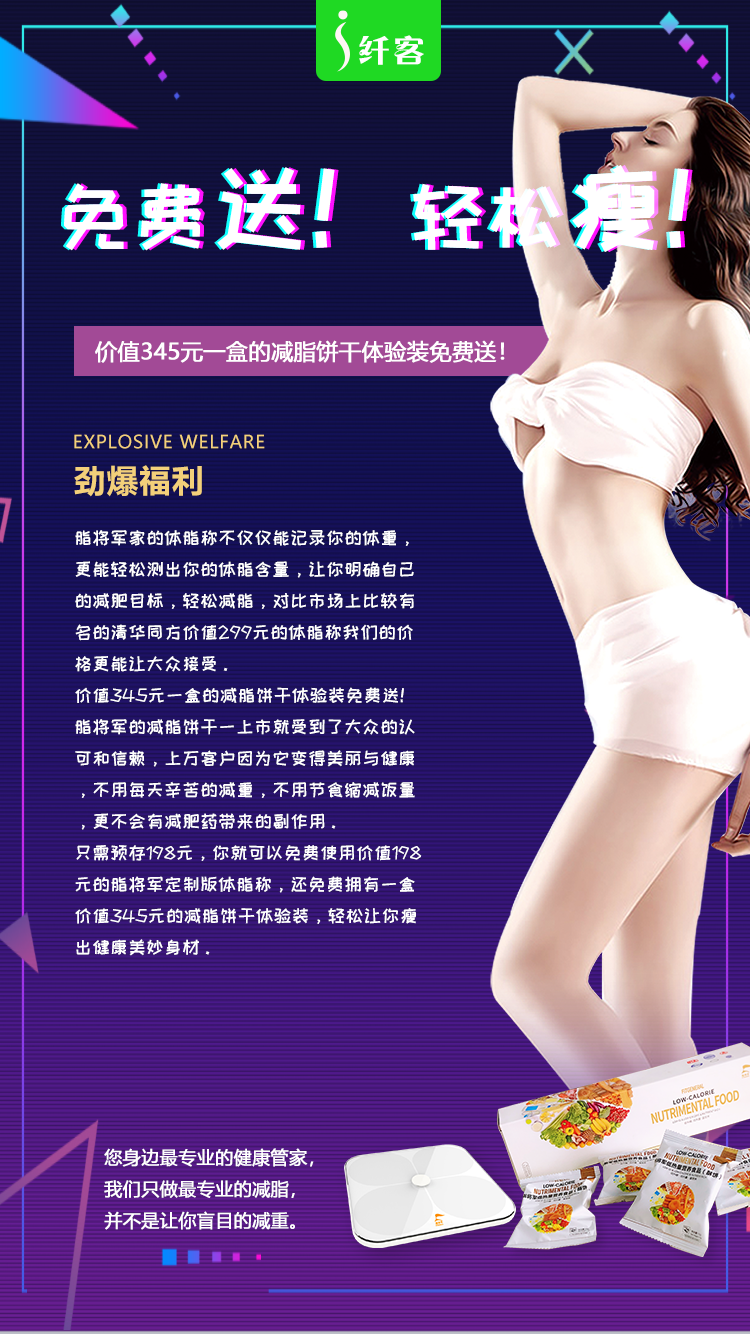 纤客
免费送! 轻松瘦!
价值345元一盒的减脂饼干体验装免费送!
EXPLOSIVE WELFARE
劲爆福利
脂将军家的体脂称不仅仅能记录你的体重，
更能轻松测出你的体脂含量，让你明确自己
的减肥目标，轻松减脂，对比市场上比较有
名的清华同方价值299元的体脂称我们的价
格更能让大众接受．
价值345元一盒的减脂饼干体验装免费送!
脂将军的减脂饼干一上市就受到了大众的认
可和信赖，上万客户因为它变得美丽与健康
，不用每天辛苦的减重，不用节食缩减饭量
，更不会有减肥药带来的副作用．
只需预存198元，你就可以免费使用价值198
元的脂将军定制版体脂称，还免费拥有一盒
价值345元的减脂饼干体验装，轻松让你瘦
出健康美妙身材．
LOW-CALORIE
NUTRIMENTAL FOOD
LOW-CALORIE
NUTRIMENTAL FOOD
LOW-CALORIE
NUTRIMENTAL FOOD
您身边最专业的健康管家，
我们只做最专业的减脂，
并不是让你盲目的减重。